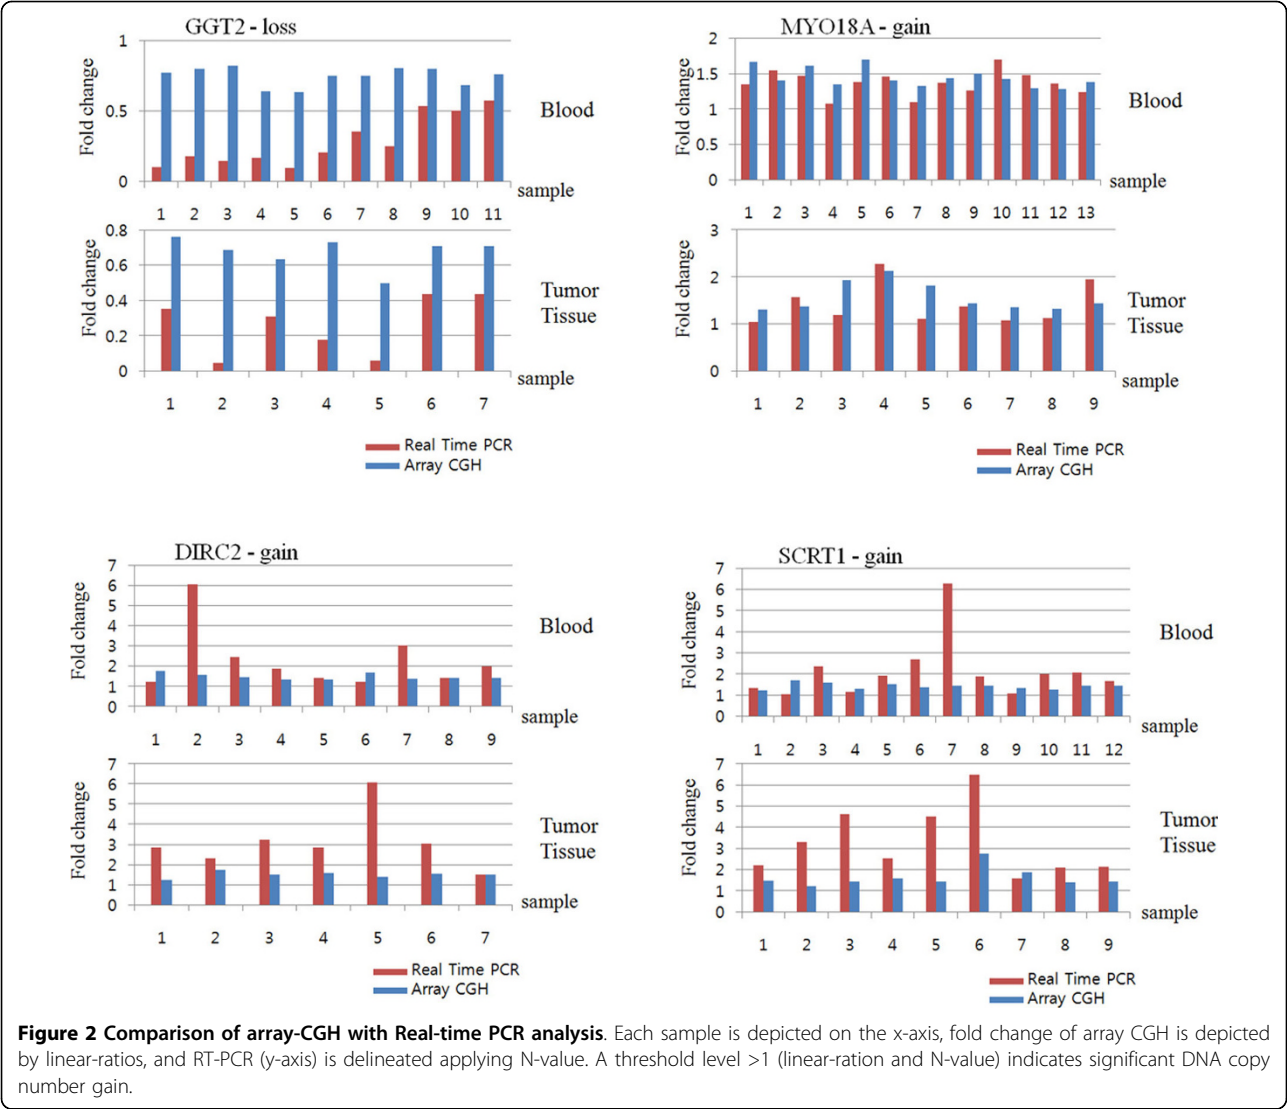 GGT2 - loss
1
0.5
0
Fold change
Blood
sample
1 2 3 4 5 6 7 8 9 10 11
0.8
0.6
0.4
0.2
0
Fold change
Tumor
Tissue
sample
1 2 3 4 5 6 7
Real Time PCR
Array CGH
MYO18A - gain
2
1.5
1
0.5
0
Fold change
Blood
sample
1 2 3 4 5 6 7 8 9 10 11 12 13
3
2
1
0
Fold change
Tumor
Tissue
sample
1 2 3 4 5 6 7 8 9
Real Time PCR
Array CGH
DIRC2 - gain
7
6
5
4
3
2
1
0
Fold change
Blood
sample
1 2 3 4 5 6 7 8 9
7
6
5
4
3
2
1
0
Fold change
Tumor
Tissue
sample
1 2 3 4 5 6 7
Real Time PCR
Array CGH
SCRT1 - gain
7
6
5
4
3
2
1
0
Fold change
Blood
sample
1 2 3 4 5 6 7 8 9 10 11 12
7
6
5
4
3
2
1
0
Fold change
Tumor
Tissue
sample
1 2 3 4 5 6 7 8 9
Real Time PCR
Array CGH
Figure 2 Comparison of array-CGH with Real-time PCR analysis. Each sample is depicted on the x-axis, fold change of array CGH is depicted
by linear-ratios, and RT-PCR (y-axis) is delineated applying N-value. A threshold level >1 (linear-ration and N-value) indicates significant DNA copy
number gain.